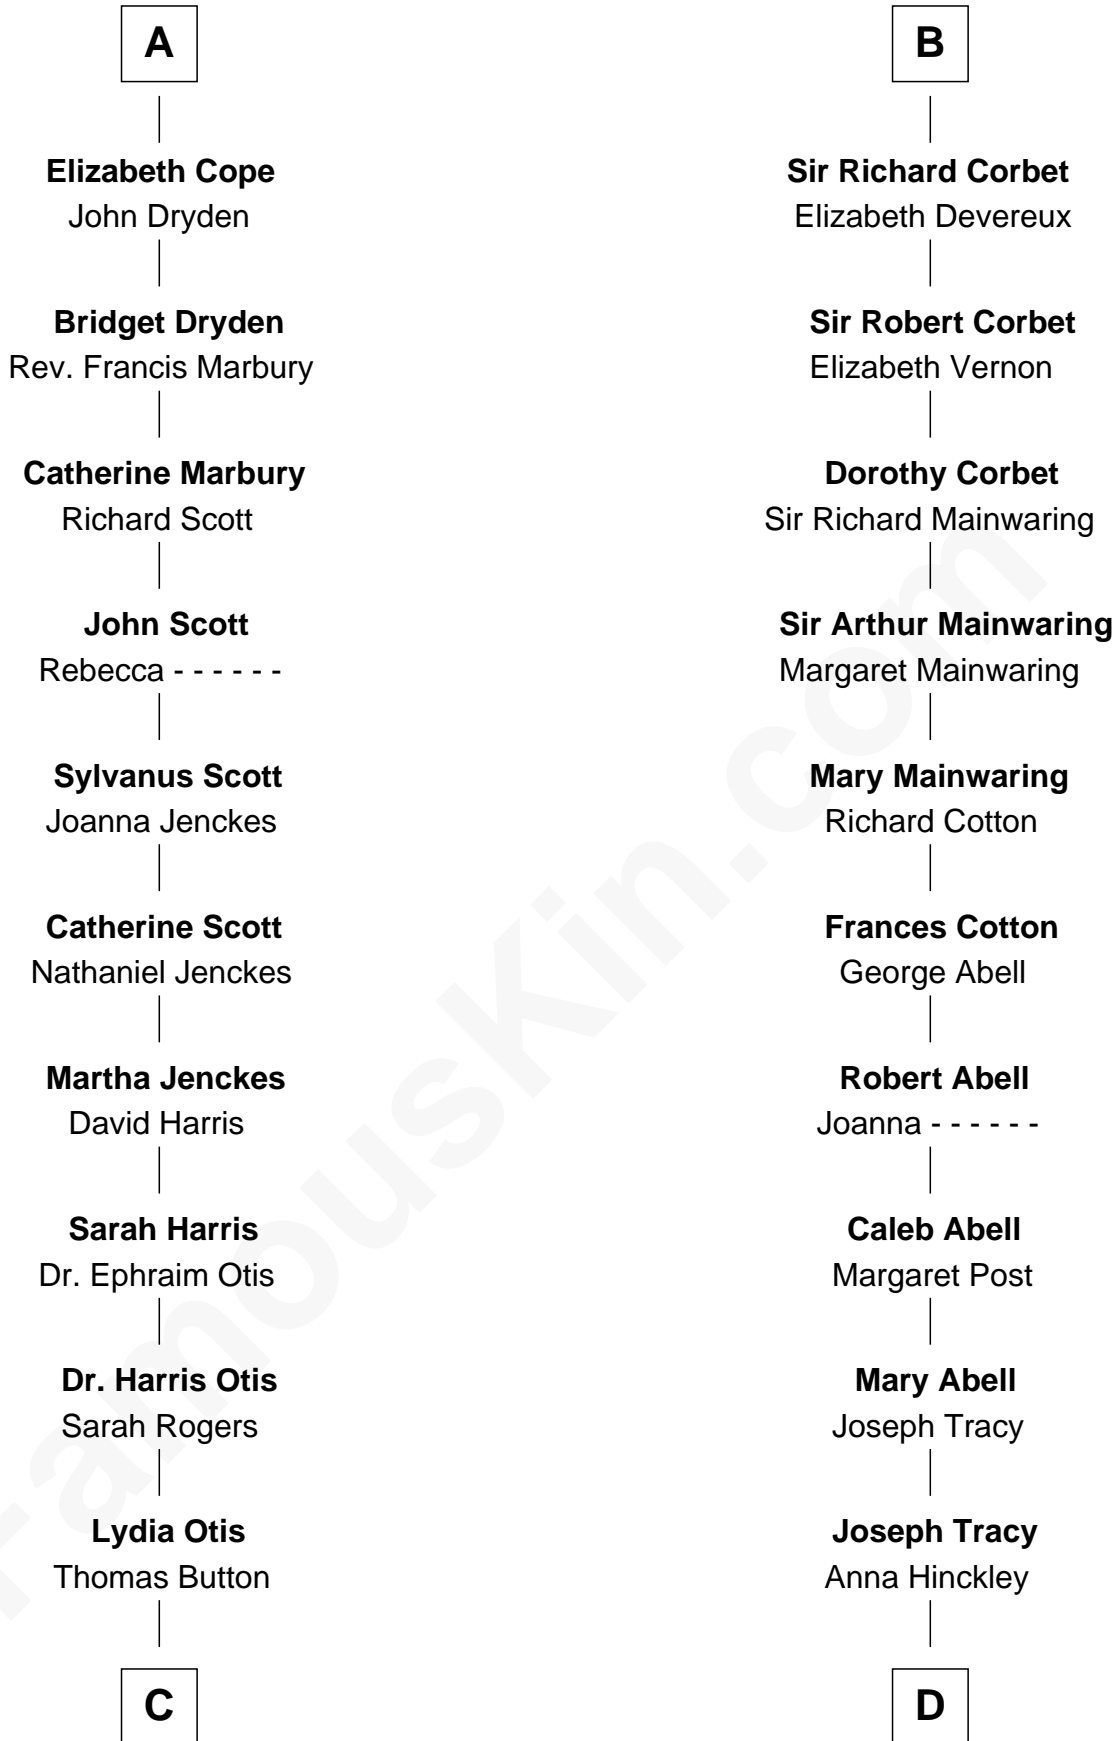 A
Elizabeth Cope
John Dryden
Bridget Dryden
Rev. Francis Marbury
Catherine Marbury
Richard Scott
John Scott
Rebecca - - - - - -
Sylvanus Scott
Joanna Jenckes
Catherine Scott
Nathaniel Jenckes
Martha Jenckes
David Harris
Sarah Harris
Dr. Ephraim Otis
Dr. Harris Otis
Sarah Rogers
Lydia Otis
Thomas Button
C
B
Sir Richard Corbet
Elizabeth Devereux
Sir Robert Corbet
Elizabeth Vernon
Dorothy Corbet
Sir Richard Mainwaring
Sir Arthur Mainwaring
Margaret Mainwaring
Mary Mainwaring
Richard Cotton
Frances Cotton
George Abell
Robert Abell
Joanna - - - - - -
Caleb Abell
Margaret Post
Mary Abell
Joseph Tracy
Joseph Tracy
Anna Hinckley
D
FamousKin.com